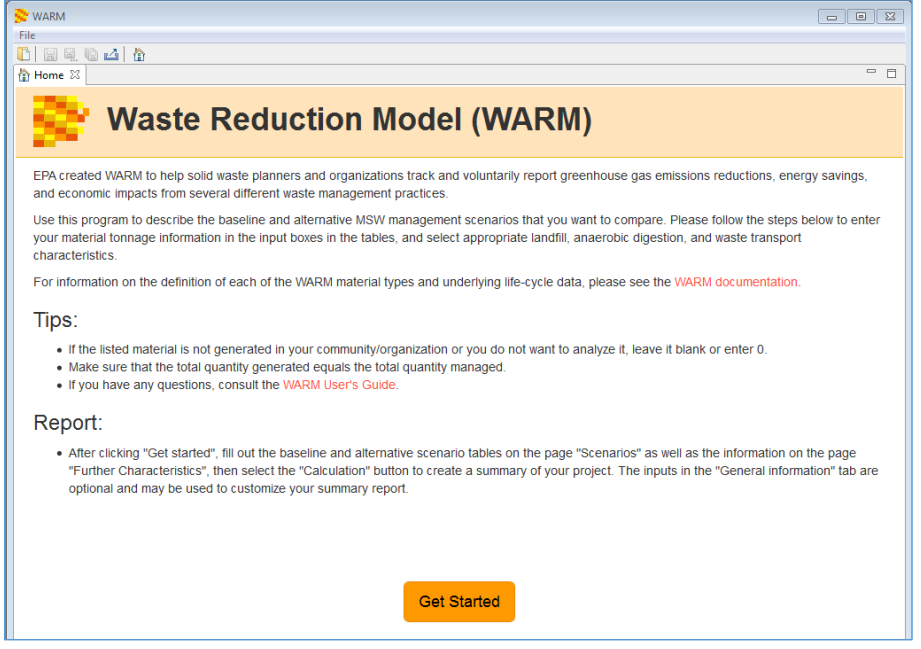 WARM
File
Home
Waste Reduction Model (WARM)
EPA created WARM to help solid waste planners and organizations track and voluntarily report greenhouse gas emissions reductions, energy savings,
and economic impacts from several different waste management practices.
Use this program to describe the baseline and alternative MSW management scenarios that you want to compare. Please follow the steps below to enter
your material tonnage information in the input boxes in the tables, and select appropriate landfill, anaerobic digestion, and waste transport
characteristics.
For information on the definition of each of the WARM material types and underlying life-cycle data, please see the WARM documentation.
Tips:
• If the listed material is not generated in your community/organization or you do not want to analyze it, leave it blank or enter 0.
• Make sure that the total quantity generated equals the total quantity managed.
• If you have any questions, consult the WARM User's Guide.
Report:
• After clicking "Get started", fill out the baseline and alternative scenario tables on the page "Scenarios" as well as the information on the page
"Further Characteristics", then select the "Calculation" button to create a summary of your project. The inputs in the "General information" tab are
optional and may be used to customize your summary report.
Get Started